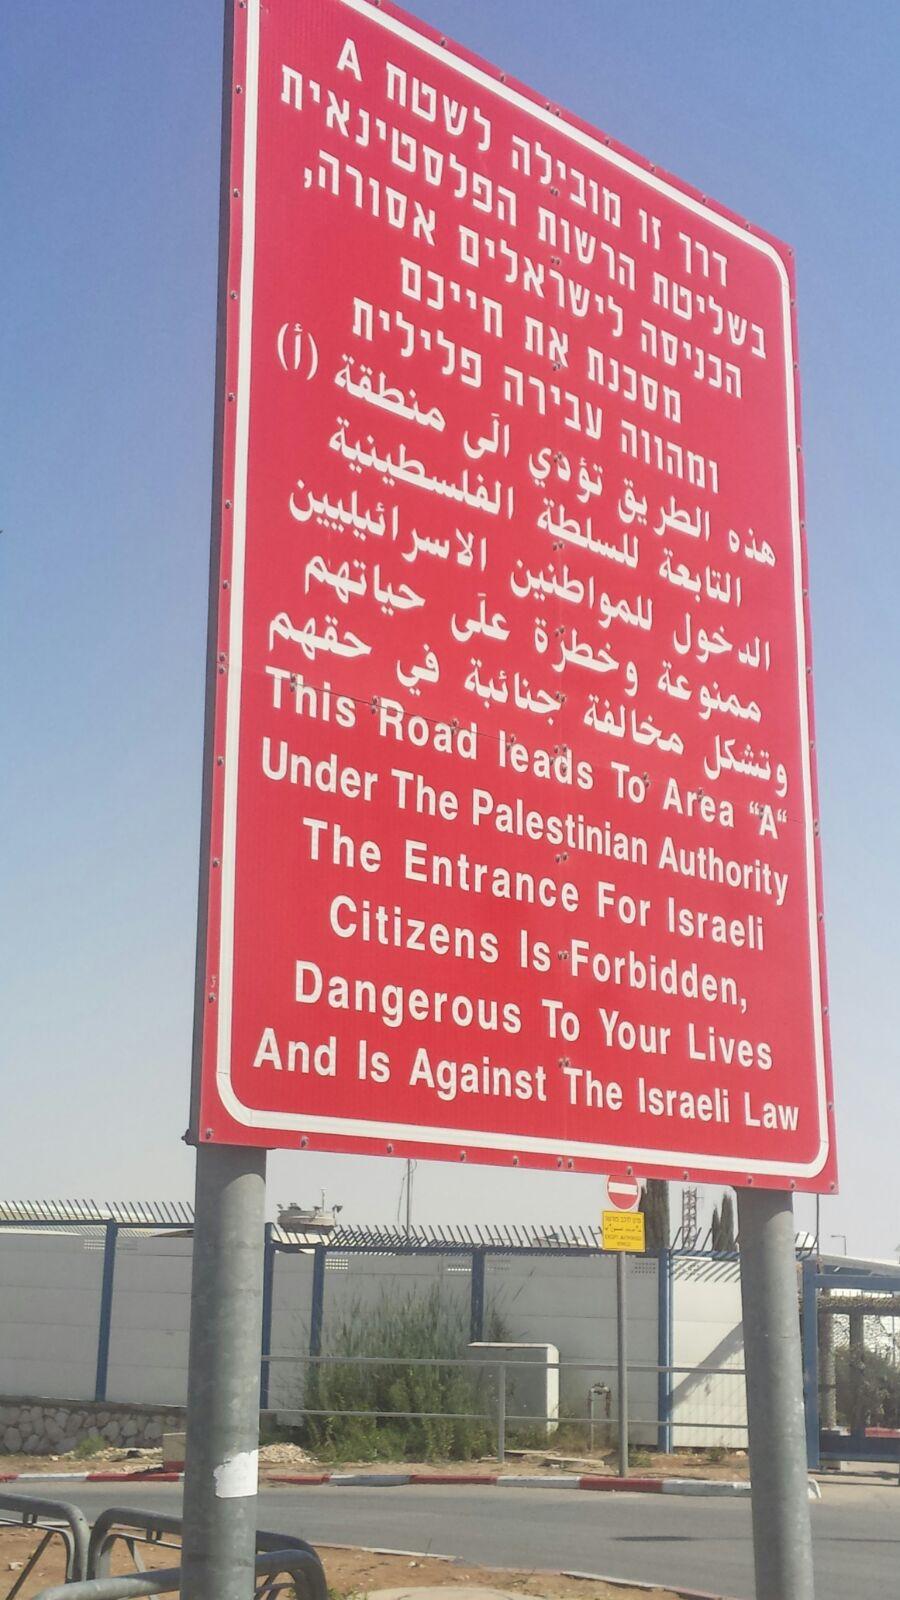 דרך זו מובילה לשטח A
בשליטת הרשות הפלסטינאית
הכניסה לישראלים אסורה,
מסכנת את חייכם
ומהווה עבירה פלילית
هذه الطريق تؤدي الَى منطقة (أ)
التابعة للسلطة الفلسطينية
الدخول للمواطنين الاسرائيليين
ممنوعة وخطرة علَى حياتهم
وتشكل مخالفة جنائية في حقهم
This Road leads To Area "A"
Under The Palestinian Authority
The Entrance For Israeli
Citizens Is Forbidden,
Dangerous To Your Lives
And Is Against The Israeli Law